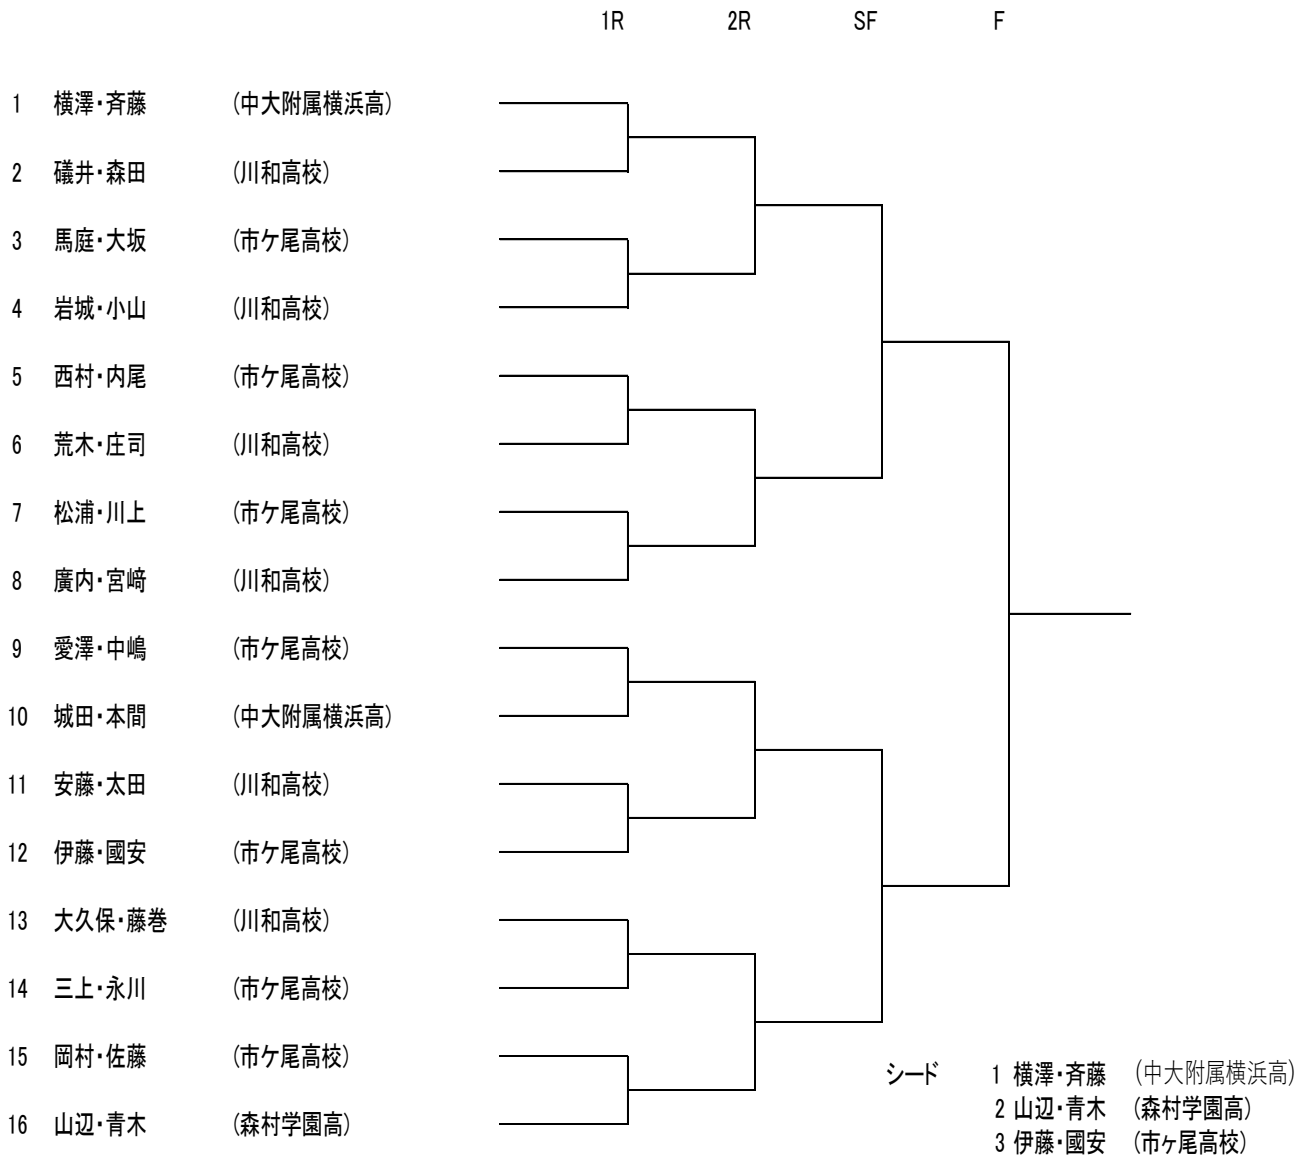 1R 2R SF F
1 横澤・斉藤 (中大附属横浜高)
2 礒井・森田 (川和高校)
3 馬庭・大坂 (市ケ尾高校)
4 岩城・小山 (川和高校)
5 西村・内尾 (市ケ尾高校)
6 荒木・庄司 (川和高校)
7 松浦・川上 (市ケ尾高校)
8 廣内・宮﨑 (川和高校)
9 愛澤・中嶋 (市ケ尾高校)
10 城田・本間 (中大附属横浜高)
11 安藤・太田 (川和高校)
12 伊藤・國安 (市ケ尾高校)
13 大久保・藤巻 (川和高校)
14 三上・永川 (市ケ尾高校)
15 岡村・佐藤 (市ケ尾高校)
16 山辺・青木 (森村学園高)
シード 1 横澤・斉藤 (中大附属横浜高)
2 山辺・青木 (森村学園高)
3 伊藤・國安 (市ヶ尾高校)